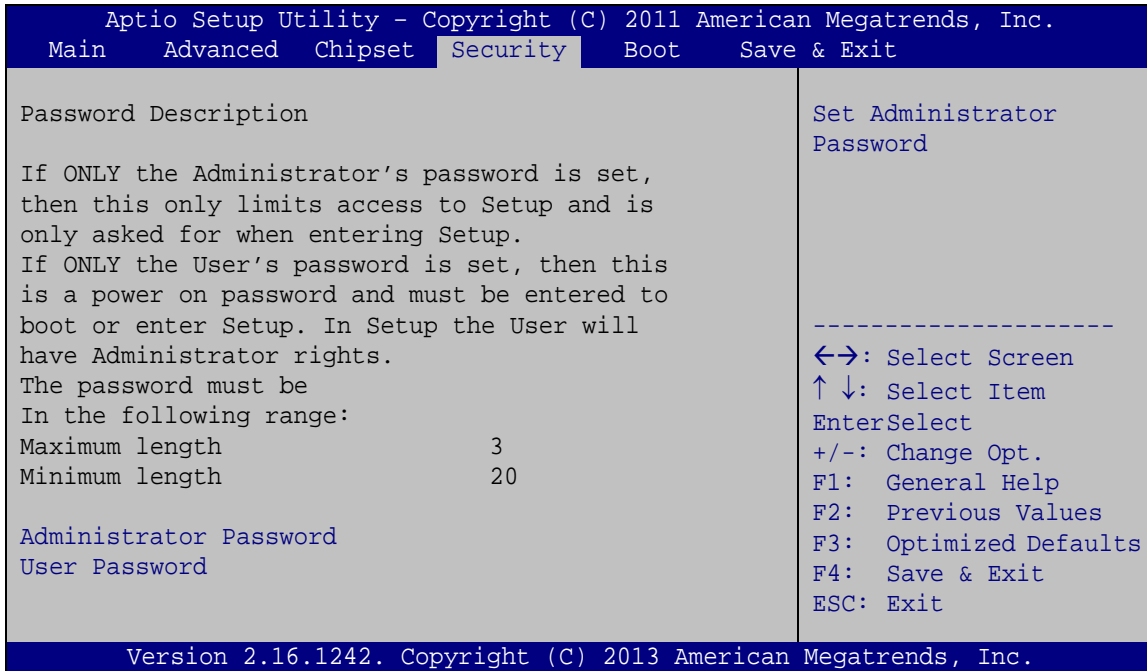 Aptio Setup Utility – Copyright (C) 2011 American Megatrends, Inc.
Main Advanced Chipset Security Boot Save & Exit
Password Description
If ONLY the Administrator's password is set,
then this only limits access to Setup and is
only asked for when entering Setup.
If ONLY the User's password is set, then this
is a power on password and must be entered to
boot or enter Setup. In Setup the User will
have Administrator rights.
The password must be
In the following range:
Maximum length 3
Minimum length 20
Administrator Password
User Password
Set Administrator
Password
---------------------
←→: Select Screen
↑ ↓: Select Item
EnterSelect
+/-: Change Opt.
F1: General Help
F2: Previous Values
F3: Optimized Defaults
F4: Save & Exit
ESC: Exit
Version 2.16.1242. Copyright (C) 2013 American Megatrends, Inc.